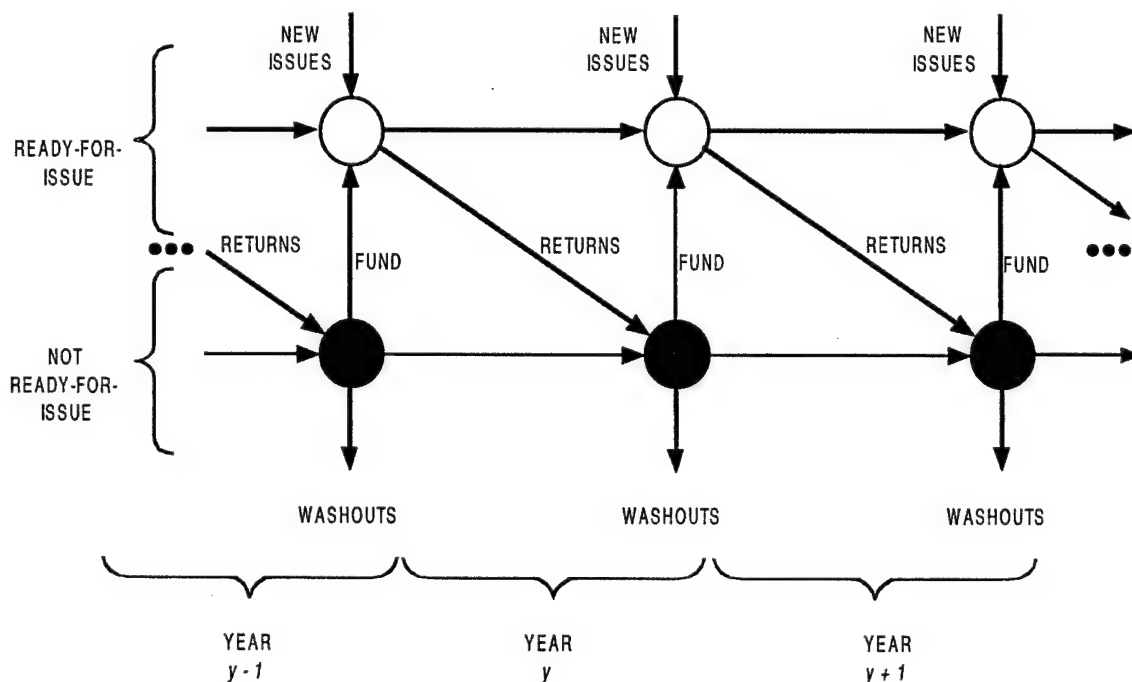 NEW
ISSUES
NEW
ISSUES
NEW
ISSUES
READY-FOR-
ISSUE
RETURNS
FUND
RETURNS
FUND
RETURNS
FUND
NOT
READY-FOR-
ISSUE
WASHOUTS
WASHOUTS
WASHOUTS
YEAR
y - 1
YEAR
y
YEAR
y + 1